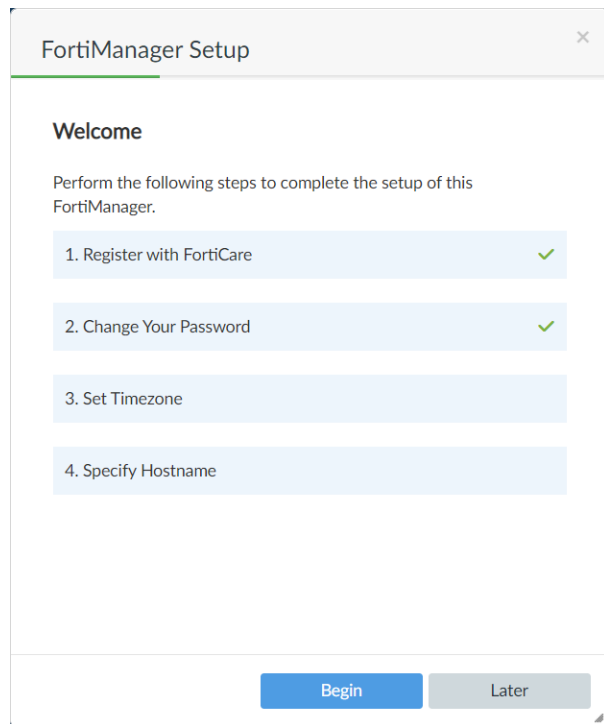 FortiManager Setup
Welcome
Perform the following steps to complete the setup of this
FortiManager.
1. Register with FortiCare
2. Change Your Password
3. Set Timezone
4. Specify Hostname
Begin
Later